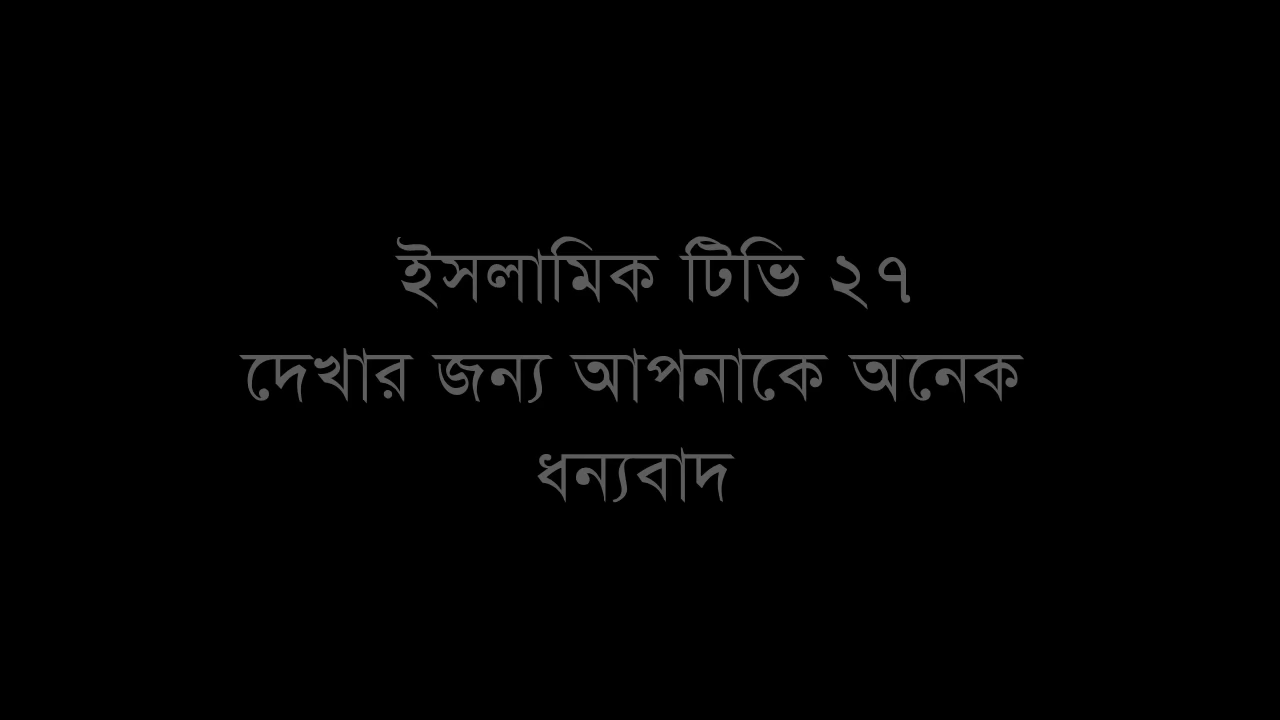 ইসলামিক টিভি ২৭
দেখার জন্য আপনাকে অনেক
ধন্যবাদ